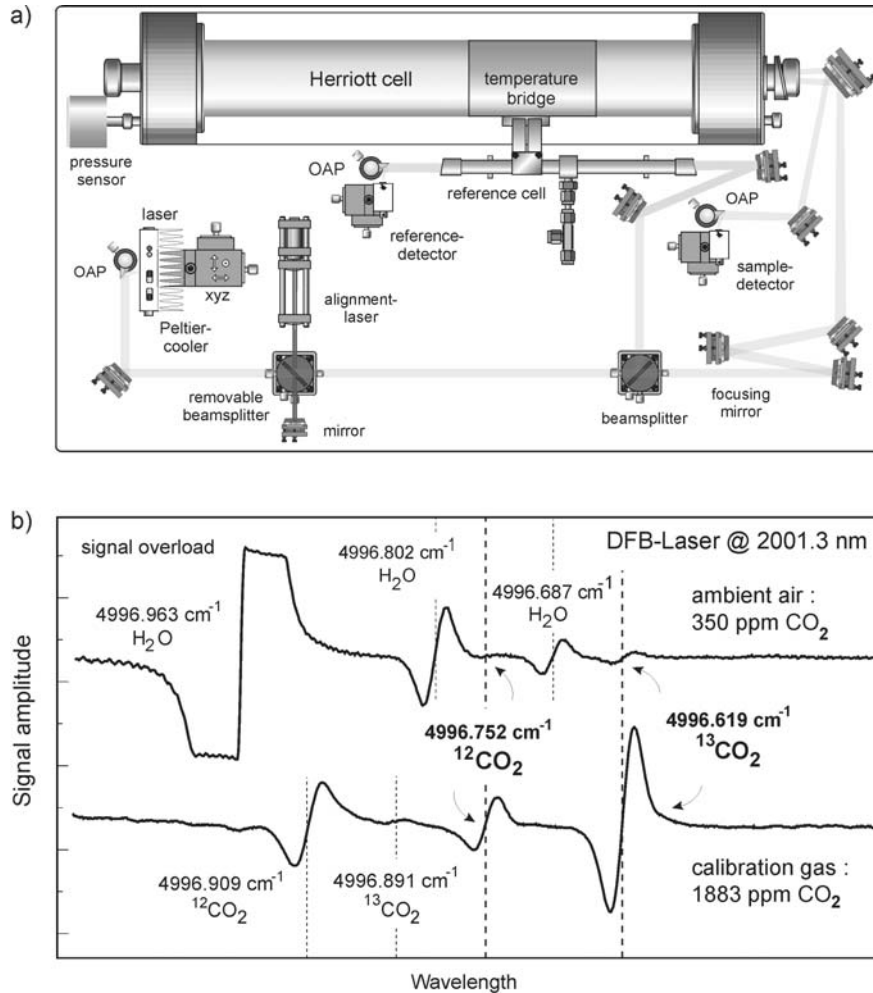 a)
Herriott cell
temperature
bridge
pressure
sensor
OAP
reference cell
laser
reference-
detector
OAP
OAP
xyz
sample-
detector
alignment-
laser
Peltier-
cooler
removable
beamsplitter
mirror
beamsplitter
focusing
mirror
b)
signal overload
4996.802 cm-1
H2O
DFB-Laser @ 2001.3 nm
4996.963 cm-1
H2O
4996.687 cm-1
H2O
ambient air :
350 ppm CO2
4996.752 cm-1
12CO2
4996.619 cm-1
13CO2
4996.909 cm-1
12CO2
4996.891 cm-1
13CO2
calibration gas :
1883 ppm CO2
Signal amplitude
Wavelength